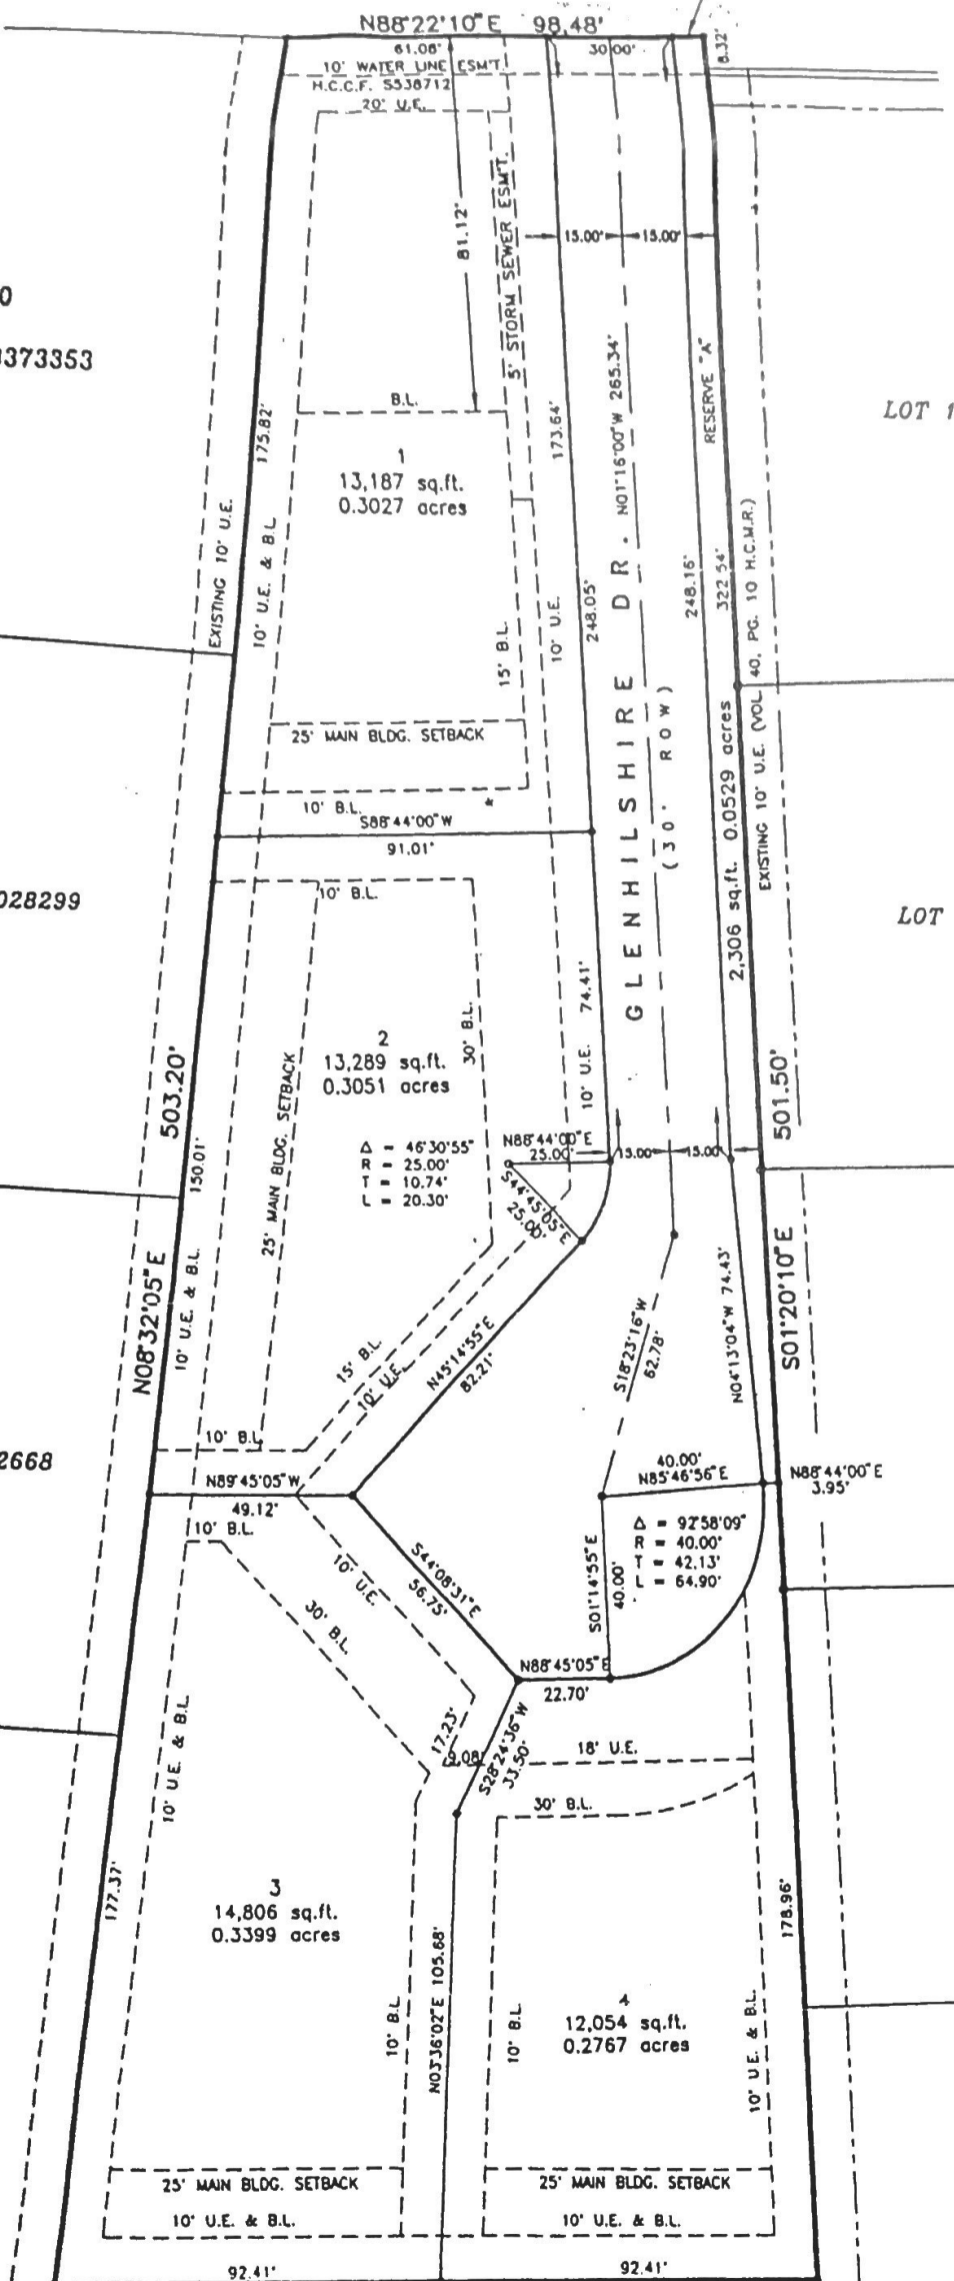 N88°22'10"E 98.48'
61.08'
30.00'
8.32'
10' WATER LINE ESM'T.
H.C.C.F. S538712
20' U.E.
81.12'
5' STORM SEWER ESM'T.
15.00'
15.00'
0
373353
175.82'
B.L.
1
13,187 sq.ft.
0.3027 acres
173.64'
N01°16'00"W 265.34'
RESERVE "A"
LOT 1
EXISTING 10' U.E.
10' U.E. & B.L.
15' B.L.
10' U.E.
248.05'
GLENHILSHIRE DR.
(30' ROW)
248.16'
322.54'
EXISTING 10' U.E. (VOL. 40, PG. 10 H.C.M.R.)
2,306 sq.ft. 0.0529 acres
25' MAIN BLDG. SETBACK
10' B.L.
*
S88°44'00"W
91.01'
028299
10' B.L.
LOT
74.41'
10' U.E.
30' B.L.
2
13,289 sq.ft.
0.3051 acres
25' MAIN BLDG. SETBACK
503.20'
501.50'
150.01'
Δ = 46°30'55"
R = 25.00'
T = 10.74'
L = 20.30'
N88°44'00"E
25.00'
15.00'
15.00'
S44°45'05"E
25.00'
N08°32'05"E
10' U.E. & B.L.
S01°20'10"E
15' B.L.
10' U.E.
N45°14'55"E
82.21'
S18°23'16"W
62.78'
N04°13'04"W 74.43'
2668
10' B.L.
N89°45'05"W
49.12'
40.00'
N85°46'56"E
N88°44'00"E
3.95'
10' B.L.
10' U.E.
S44°08'31"E
56.75'
S01°14'55"E
40.00'
Δ = 92°58'09"
R = 40.00'
T = 42.13'
L = 64.90'
30' B.L.
N88°45'05"E
22.70'
17.23'
9.08'
S28°24'36"W
33.50'
18' U.E.
30' B.L.
10' U.E. & B.L.
177.37'
3
14,806 sq.ft.
0.3399 acres
178.96'
N03°36'02"E 105.68'
10' B.L.
10' B.L.
4
12,054 sq.ft.
0.2767 acres
10' U.E. & B.L.
25' MAIN BLDG. SETBACK
25' MAIN BLDG. SETBACK
10' U.E. & B.L.
10' U.E. & B.L.
92.41'
92.41'